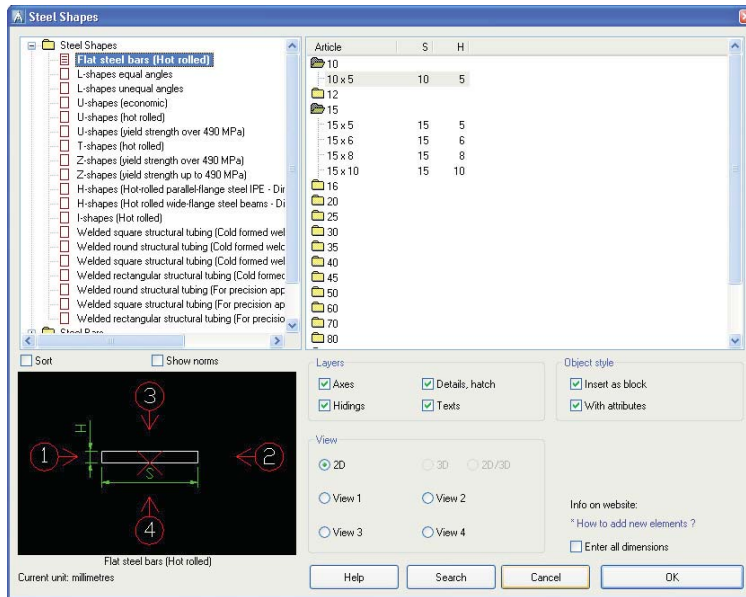 Steel Shapes
Steel Shapes
Flat steel bars (Hot rolled)
L-shapes equal angles
L-shapes unequal angles
U-shapes (economic)
U-shapes (hot rolled)
U-shapes (yield strength over 490 MPa)
T-shapes (hot rolled)
Z-shapes (yield strength over 490 MPa)
Z-shapes (yield strength up to 490 MPa)
H-shapes (Hot-rolled parallel-flange steel IPE - Di
H-shapes (Hot rolled wide-flange steel beams - Di
I-shapes (Hot rolled)
Welded square structural tubing (Cold formed wel
Welded round structural tubing (Cold formed welc
Welded square structural tubing (Cold formed wel
Welded rectangular structural tubing (Cold formec
Welded round structural tubing (For precision app
Welded square structural tubing (For precision ap
Welded rectangular structural tubing (For precisio
Steel Bars
Article S H
10
10 x 5 10 5
12
15
15 x 5 15 5
15 x 6 15 6
15 x 8 15 8
15 x 10 15 10
16
20
25
30
35
40
45
50
60
70
80
Sort Show norms
3
H
1 2
S
4
Flat steel bars (Hot rolled)
Current unit: millimetres
Layers
Axes Details, hatch
Hidings Texts
Object style
Insert as block
With attributes
View
2D 3D 2D/3D
View 1 View 2
View 3 View 4
Info on website:
* How to add new elements ?
Enter all dimensions
Help Search Cancel OK